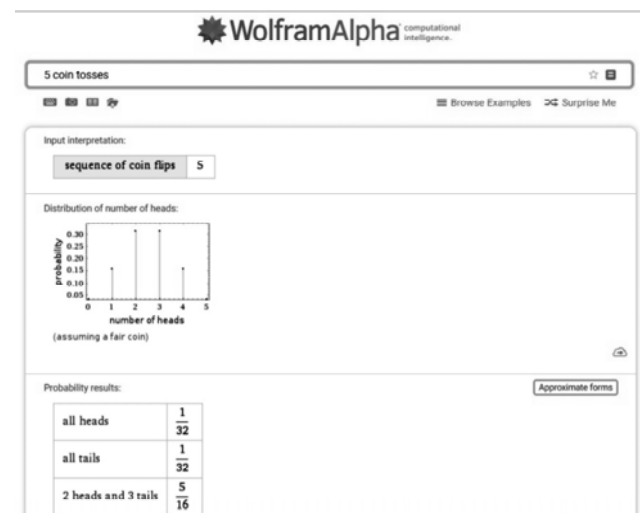 WolframAlpha computational intelligence.
5 coin tosses
Browse Examples Surprise Me
Input interpretation:
sequence of coin flips 5
Distribution of number of heads:
probability
0.30
0.25
0.20
0.15
0.10
0.05
0 1 2 3 4 5
number of heads
(assuming a fair coin)
Probability results:
Approximate forms
all heads 1/32
all tails 1/32
2 heads and 3 tails 5/16